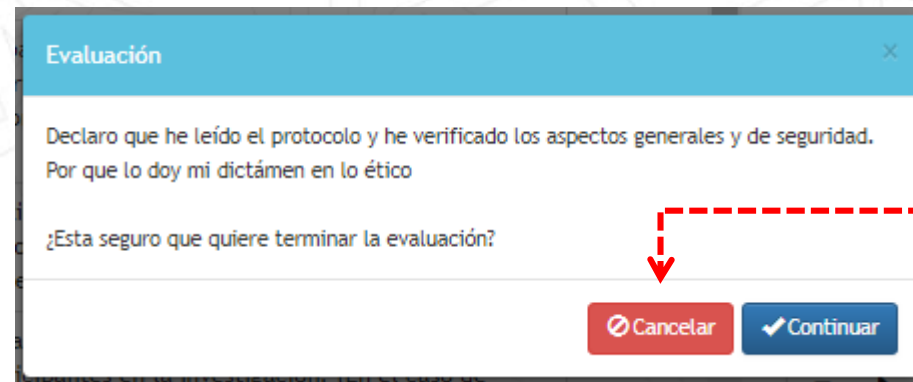 Evaluación
×
Declaro que he leído el protocolo y he verificado los aspectos generales y de seguridad.
Por que lo doy mi dictámen en lo ético
¿Esta seguro que quiere terminar la evaluación?
Cancelar
Continuar